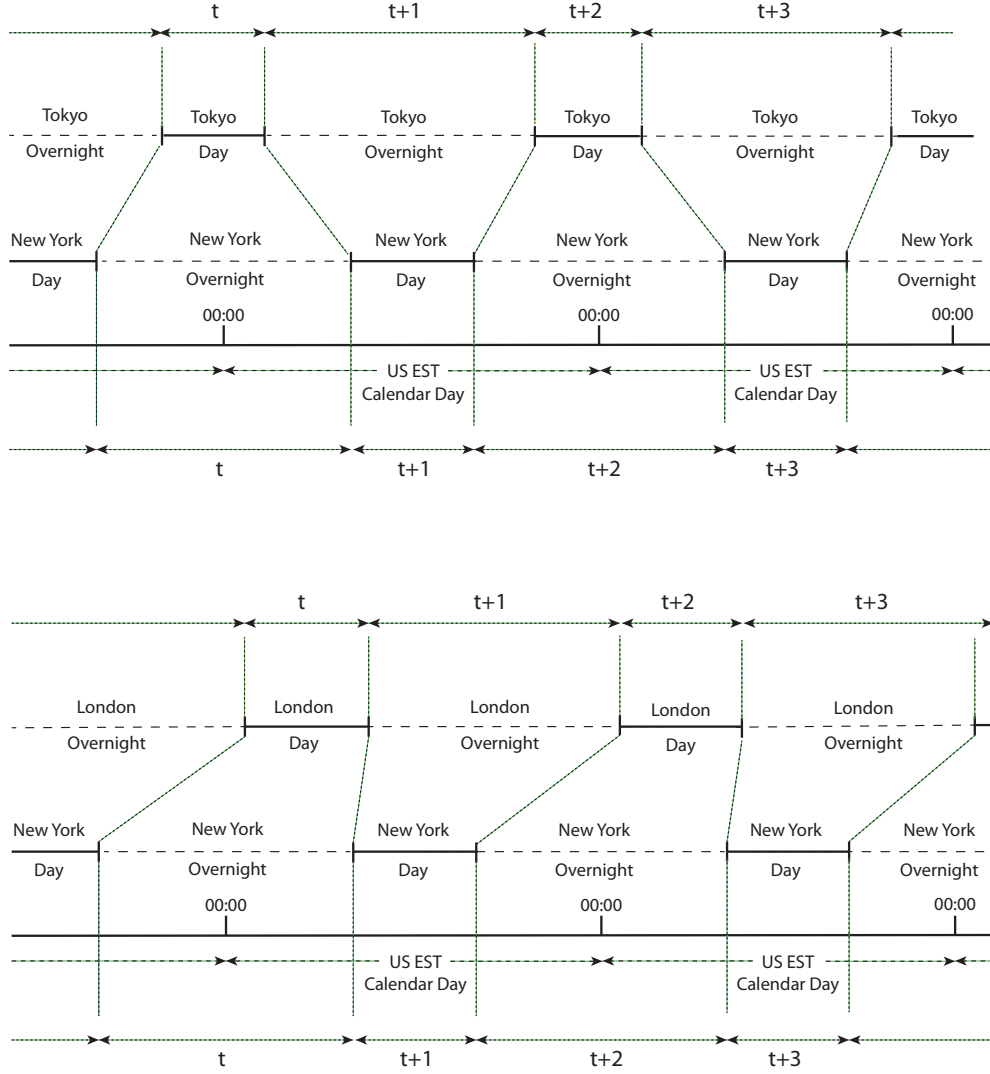 t t+1 t+2 t+3
Tokyo Tokyo Tokyo Tokyo Tokyo Tokyo
Overnight Day Overnight Day Overnight Day
New York New York New York New York New York New York
Day Overnight Day Overnight Day Overnight
00:00 00:00 00:00
US EST US EST
Calendar Day Calendar Day
t t+1 t+2 t+3
t t+1 t+2 t+3
London London London London London
Overnight Day Overnight Day Overnight
New York New York New York New York New York New York
Day Overnight Day Overnight Day Overnight
00:00 00:00 00:00
US EST US EST
Calendar Day Calendar Day
t t+1 t+2 t+3